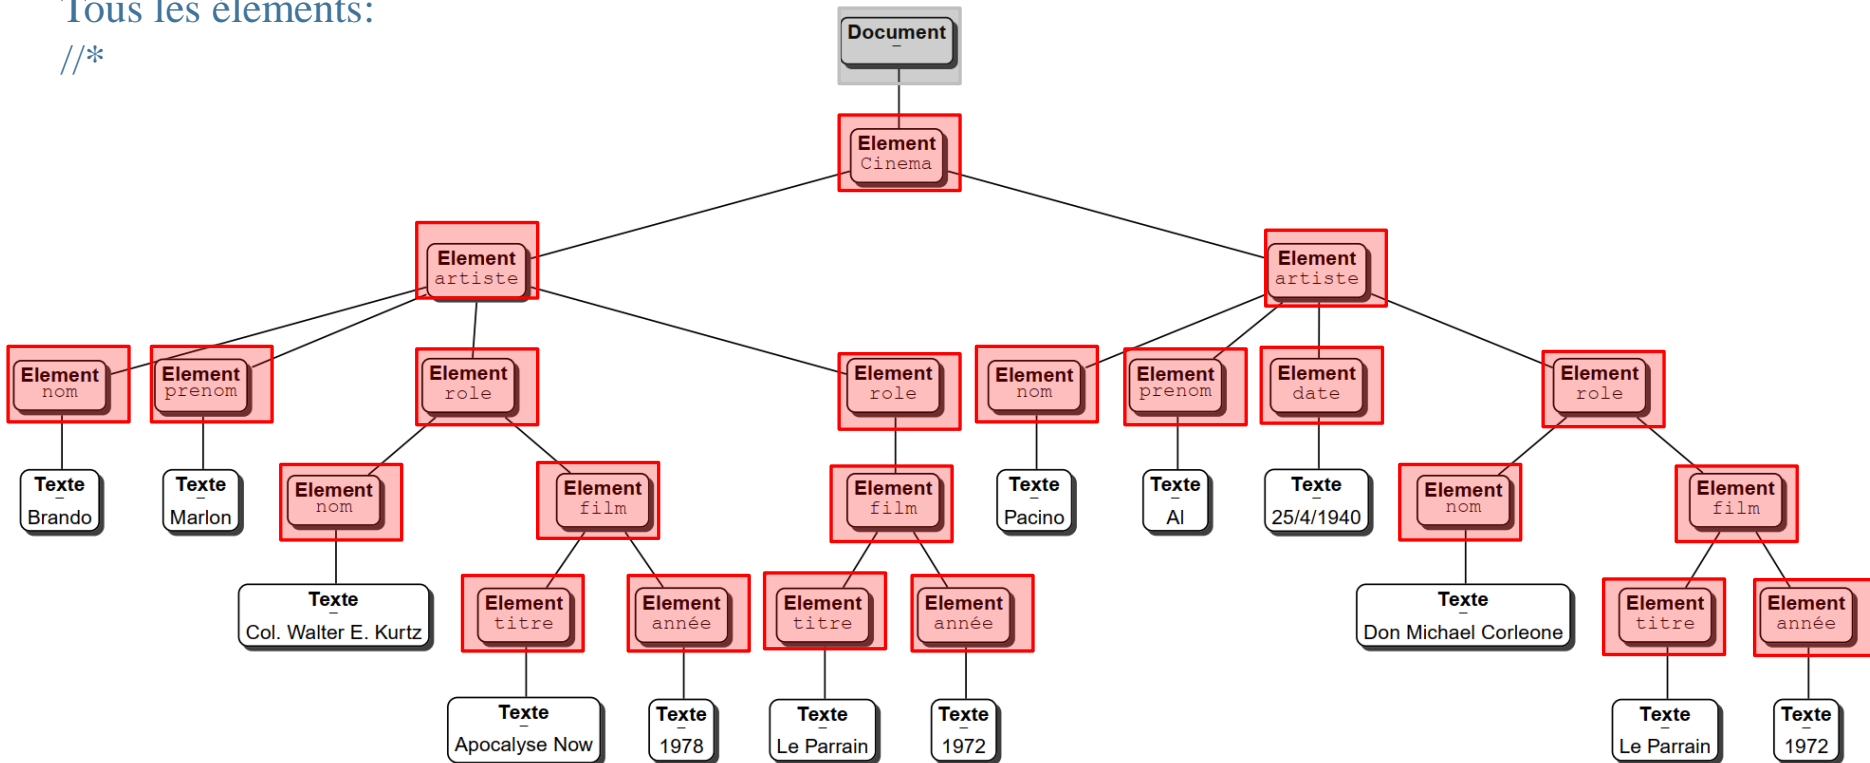 Tous les éléments:
//*
Document
–
Element
Cinema
Element
artiste
Element
artiste
Element
nom
Element
prenom
Element
role
Element
role
Element
nom
Element
prenom
Element
date
Element
role
Texte
–
Brando
Texte
–
Marlon
Element
nom
Element
film
Element
film
Texte
–
Pacino
Texte
–
Al
Texte
–
25/4/1940
Element
nom
Element
film
Texte
–
Col. Walter E. Kurtz
Element
titre
Element
année
Element
titre
Element
année
Texte
–
Don Michael Corleone
Element
titre
Element
année
Texte
–
Apocalyse Now
Texte
–
1978
Texte
–
Le Parrain
Texte
–
1972
Texte
–
Le Parrain
Texte
–
1972